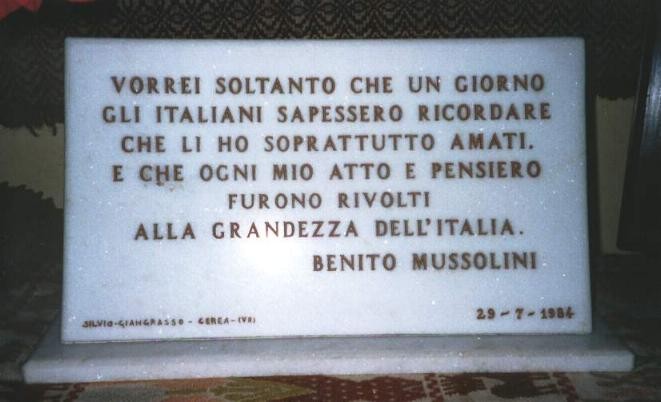 VORREI SOLTANTO CHE UN GIORNO
GLI ITALIANI SAPESSERO RICORDARE
CHE LI HO SOPRATTUTTO AMATI.
E CHE OGNI MIO ATTO E PENSIERO
FURONO RIVOLTI
ALLA GRANDEZZA DELL'ITALIA.
BENITO MUSSOLINI
SILVIO-GIANGRASSO - CEREA-(VR)
29-7-1984